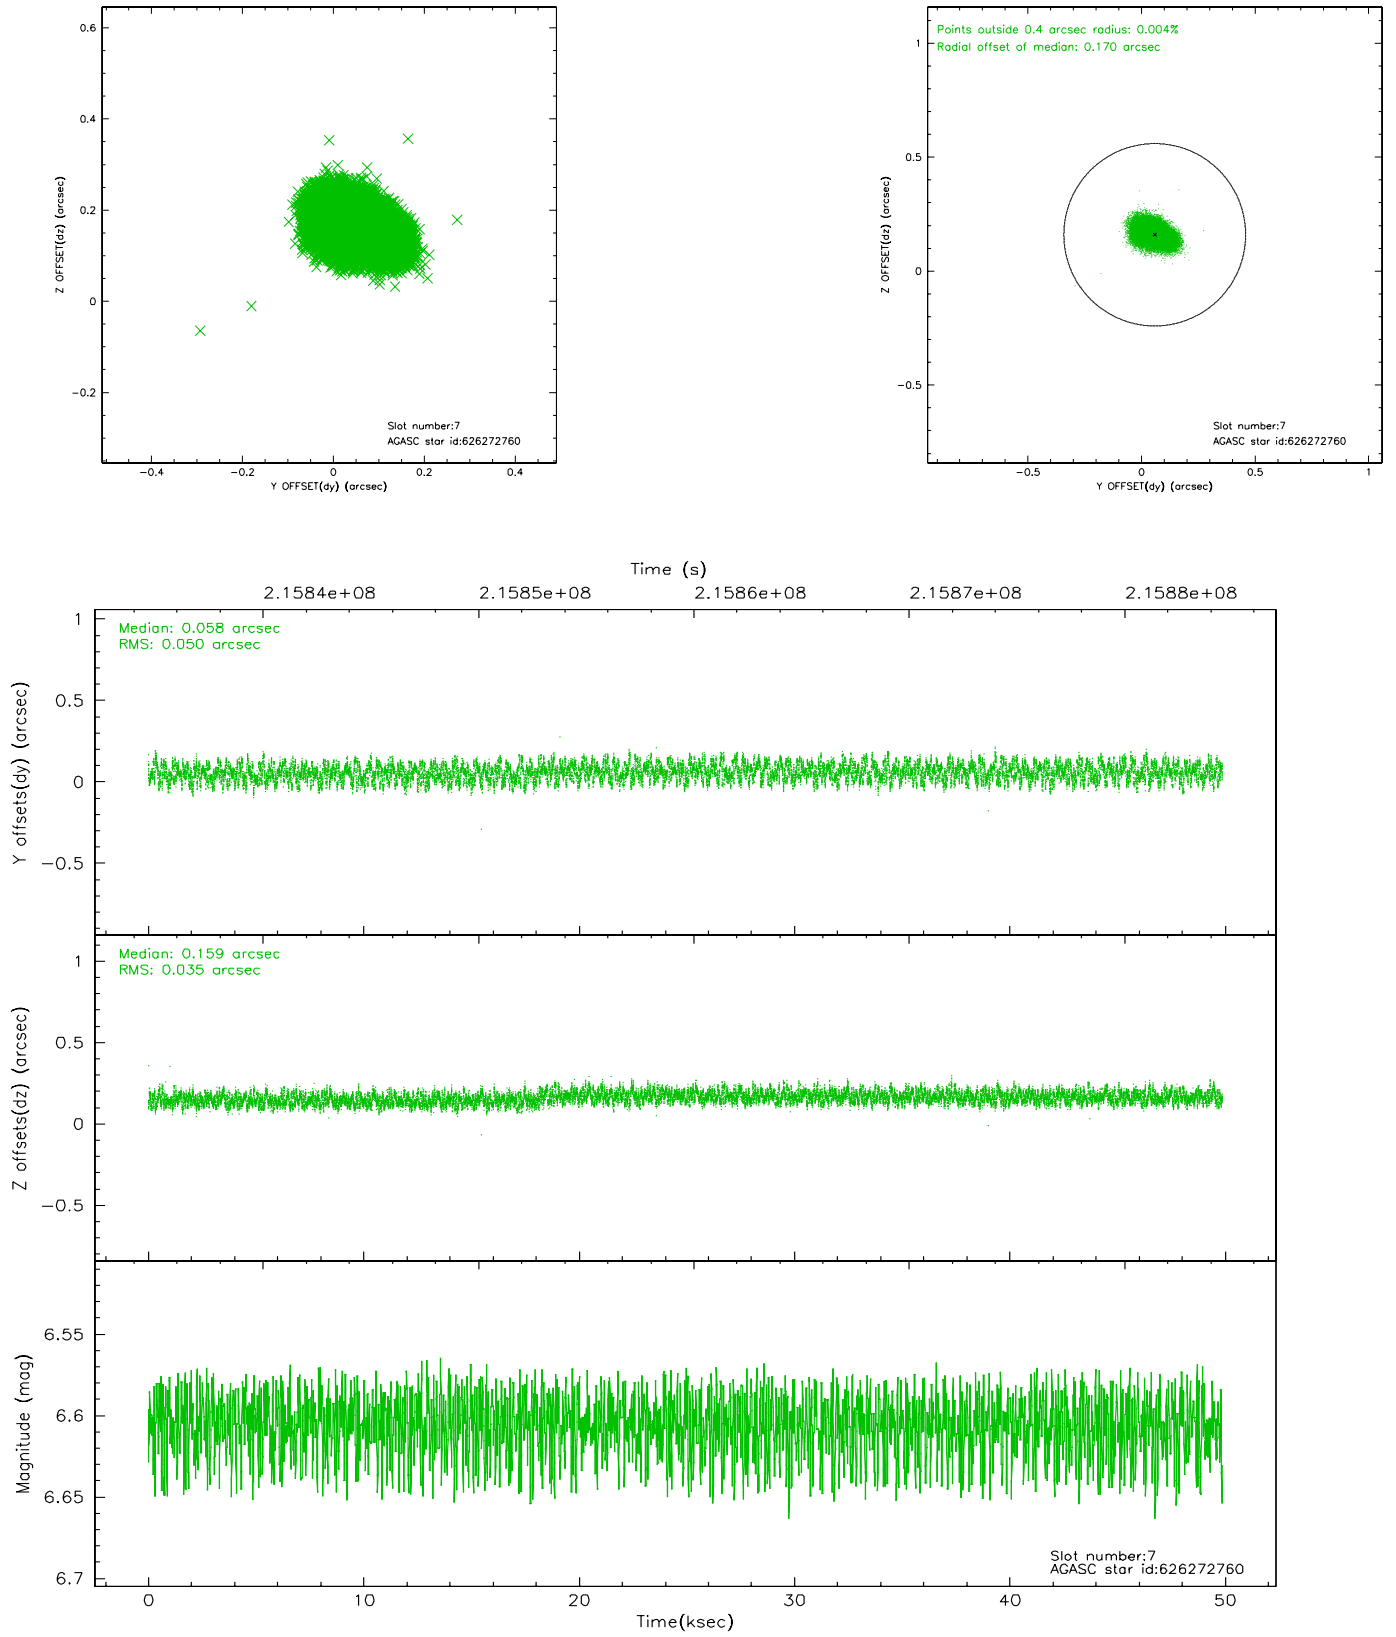 0.6
0.4
0.2
0
−0.2
Z OFFSET(dz) (arcsec)
Slot number:7
AGASC star id:626272760
−0.4 −0.2 0 0.2 0.4
Y OFFSET(dy) (arcsec)
Points outside 0.4 arcsec radius: 0.004%
Radial offset of median: 0.170 arcsec
1
0.5
0
−0.5
Z OFFSET(dz) (arcsec)
Slot number:7
AGASC star id:626272760
−0.5 0 0.5 1
Y OFFSET(dy) (arcsec)
Time (s)
2.1584e+08 2.1585e+08 2.1586e+08 2.1587e+08 2.1588e+08
Median: 0.058 arcsec
RMS: 0.050 arcsec
1
0.5
0
−0.5
Y offsets(dy) (arcsec)
Median: 0.159 arcsec
RMS: 0.035 arcsec
1
0.5
0
−0.5
Z offsets(dz) (arcsec)
6.55
6.6
6.65
6.7
Magnitude (mag)
Slot number:7
AGASC star id:626272760
0 10 20 30 40 50
Time(ksec)